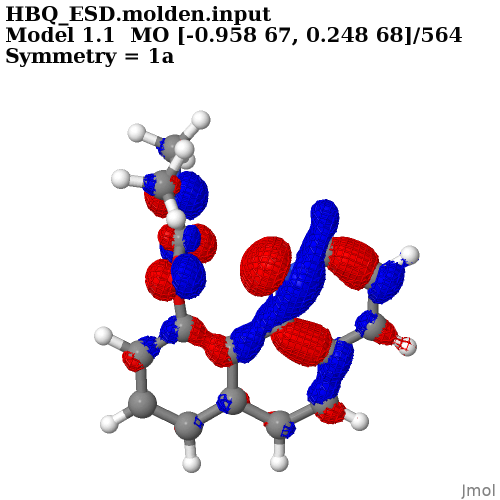 HBQ_ESD.molden.input
Model 1.1  MO [-0.958 67, 0.248 68]/564
Symmetry = 1a
Jmol